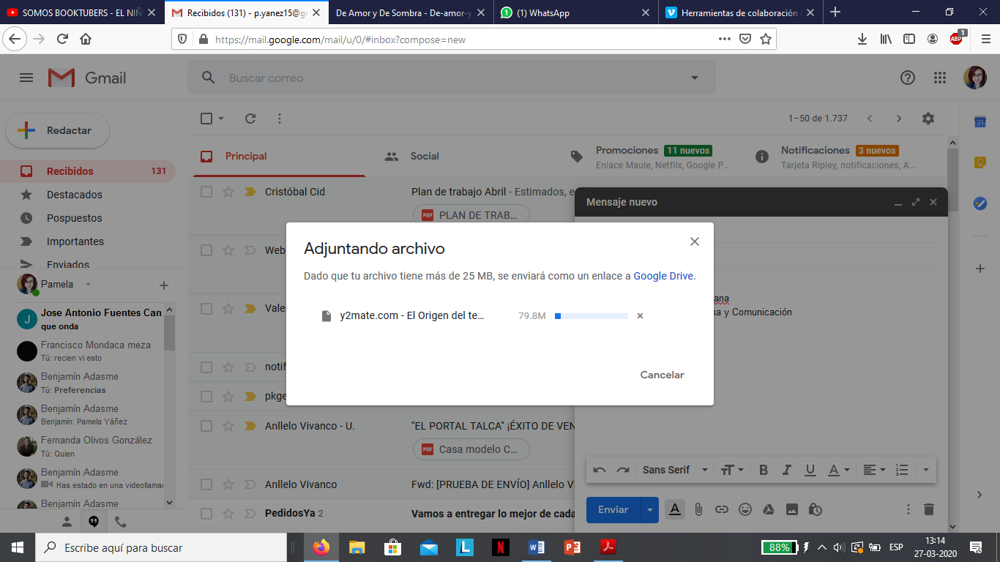 SOMOS BOOKTUBERS - EL NIÑ
Recibidos (131) - p.yanez15@g
De Amor y De Sombra - De-amor-y
(1) WhatsApp
Herramientas de colaboración
https://mail.google.com/mail/u/0/#inbox?compose=new
ABP
1
Gmail
Buscar correo
Redactar
1–50 de 1.737
31
Principal
Social
Promociones 11 nuevos
Enlace Maule, Netflix, Google P…
Notificaciones 3 nuevos
Tarjeta Ripley, notificaciones, A…
Recibidos 131
Destacados
Pospuestos
Importantes
Enviados
Cristóbal Cid
Plan de trabajo Abril - Estimados, e
PDF PLAN DE TRAB…
Web
Vale
notif
pkge
Anllelo Vivanco - U.
"EL PORTAL TALCA" ¡ÉXITO DE VEN
PDF Casa modelo C…
Anllelo Vivanco
Fwd: [PRUEBA DE ENVÍO] Anllelo Vi
PedidosYa 2
Vamos a entregar lo mejor de cada
Pamela
J
Jose Antonio Fuentes Can
que onda
Francisco Mondaca meza
Tú: recien vi esto
Benjamín Adasme
Tú: Preferencias
Benjamín Adasme
Benjamín: Pamela Yáñez
Fernanda Olivos González
Tú: Quien
Benjamín Adasme
Has estado en una videollamad
Benjamín Adasme
Mensaje nuevo
ana
na y Comunicación
Sans Serif
Enviar
Adjuntando archivo
Dado que tu archivo tiene más de 25 MB, se enviará como un enlace a Google Drive.
y2mate.com - El Origen del te…
79.8M
Cancelar
Escribe aquí para buscar
88%
ESP
13:14
27-03-2020